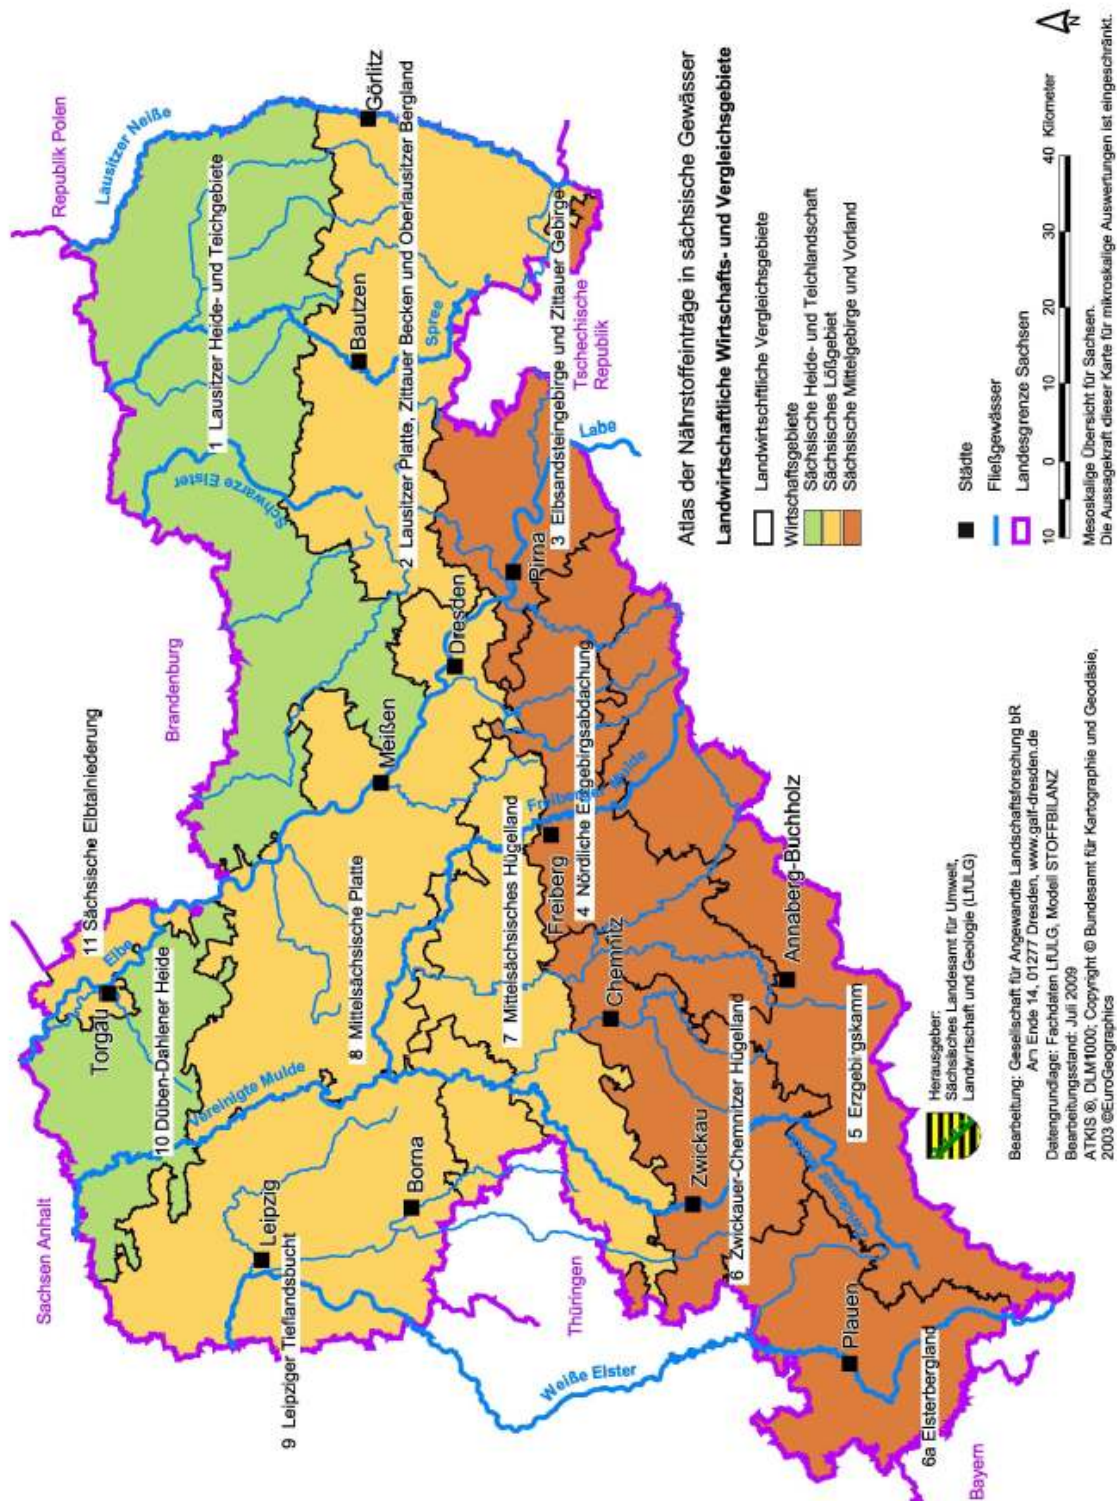 Republik Polen
Lausitzer Neiße
Görlitz
1 Lausitzer Heide- und Teichgebiete
Bautzen
Spree
2 Lausitzer Platte, Zittauer Becken und Oberlausitzer Bergland
Tschechische
Republik
3 Elbsandsteingebirge und Zittauer Gebirge
Labe
Schwarze Elster
Brandenburg
Dresden
Pirna
Meißen
11 Sächsische Elbtalniederung
Elbe
Torgau
10 Düben-Dahlener Heide
8 Mittelsächsische Platte
7 Mittelsächsisches Hügelland
Freiberger Mulde
Freiberg
4 Nördliche Erzgebirgsabdachung
Chemnitz
Annaberg-Buchholz
Vereinigte Mulde
Sachsen Anhalt
Leipzig
Borna
9 Leipziger Tieflandsbucht
Thüringen
Weiße Elster
Zwickau
6 Zwickauer-Chemnitzer Hügelland
5 Erzgebirgskamm
Zwickauer
Plauen
6a Elsterbergland
Bayern
Atlas der Nährstoffeinträge in sächsische Gewässer
Landwirtschaftliche Wirtschafts- und Vergleichsgebiete
Landwirtschftliche Vergleichsgebiete
Wirtschaftsgebiete
Sächsische Heide- und Teichlandschaft
Sächsisches Lößgebiet
Sächsische Mittelgebirge und Vorland
Städte
Fließgewässer
Landesgrenze Sachsen
10 0 10 20 30 40 Kilometer
N
Mesoskalige Übersicht für Sachsen.
Die Aussagekraft dieser Karte für mikroskalige Auswertungen ist eingeschränkt.
Herausgeber:
Sächsisches Landesamt für Umwelt,
Landwirtschaft und Geologie (LfULG)
Bearbeitung: Gesellschaft für Angewandte Landschaftsforschung bR
Am Ende 14, 01277 Dresden, www.galf-dresden.de
Datengrundlage: Fachdaten LfULG, Modell STOFFBILANZ
Bearbeitungsstand: Juli 2009
ATKIS ®, DLM1000; Copyright © Bundesamt für Kartographie und Geodäsie,
2003 ©EuroGeographics